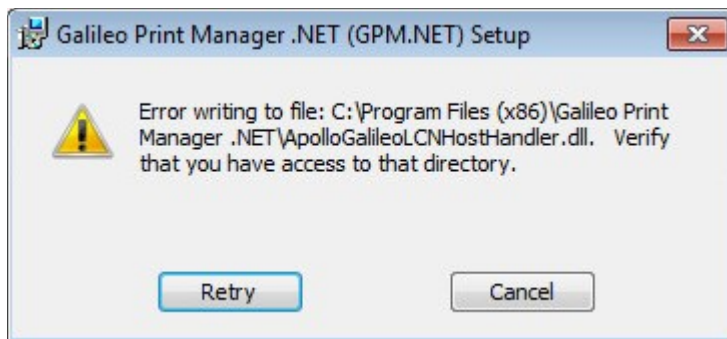 Galileo Print Manager .NET (GPM.NET) Setup
Error writing to file: C:\Program Files (x86)\Galileo Print
Manager .NET\ApolloGalileoLCNHostHandler.dll.  Verify
that you have access to that directory.
Retry
Cancel